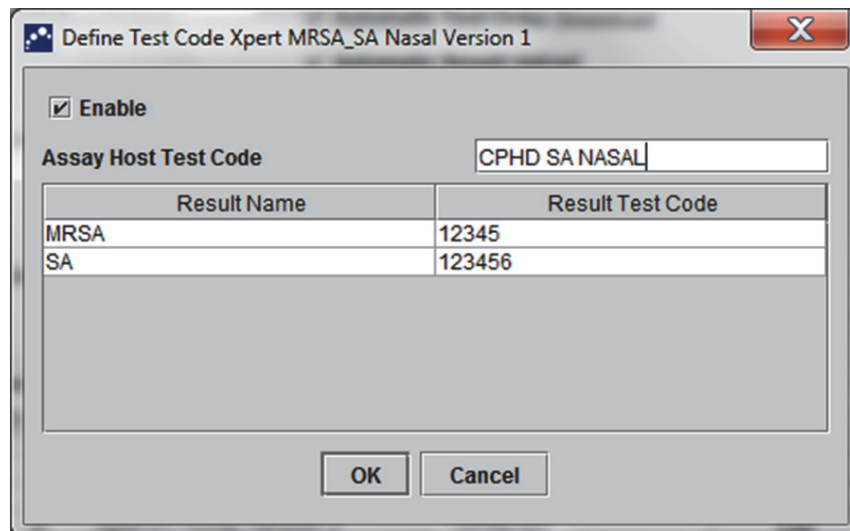 Define Test Code Xpert MRSA_SA Nasal Version 1
Enable
Assay Host Test Code CPHD SA NASAL
Result Name Result Test Code
MRSA 12345
SA 123456
OK Cancel